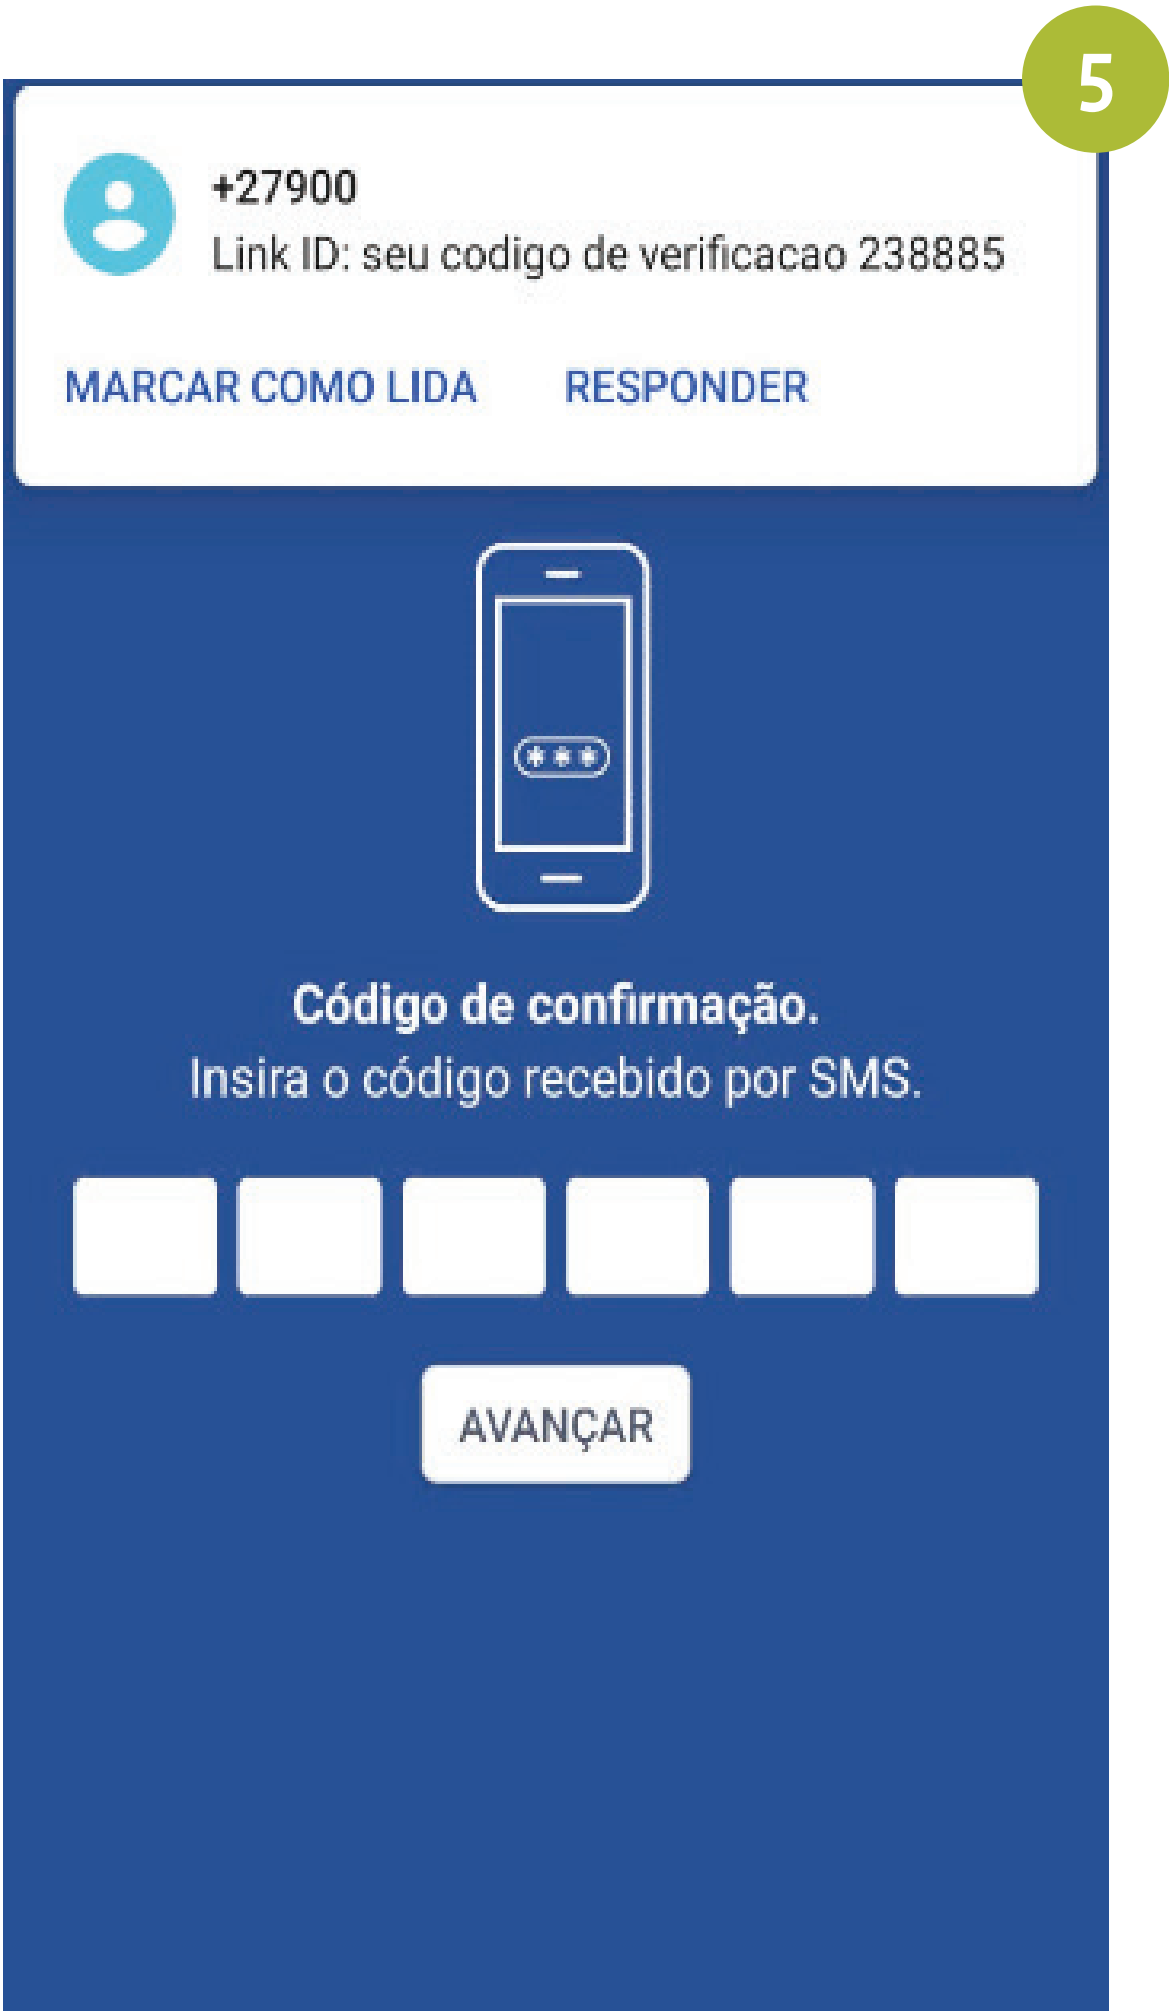 5
+27900
Link ID: seu codigo de verificacao 238885
MARCAR COMO LIDA RESPONDER
***
Código de confirmação.
Insira o código recebido por SMS.
AVANÇAR